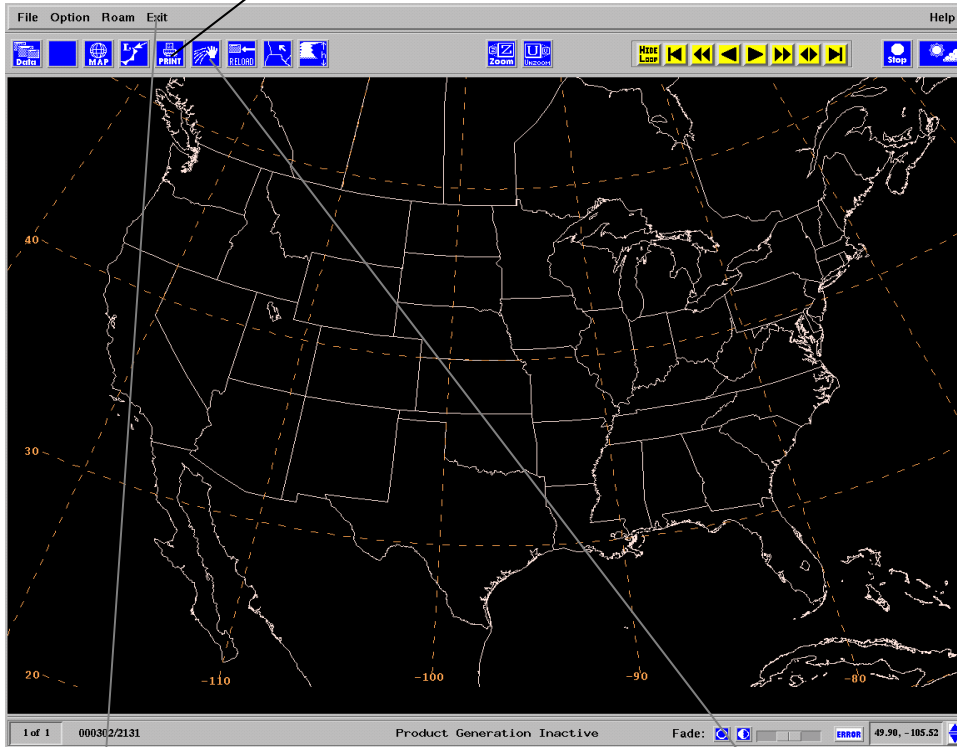 File Option Roam Exit Help
Data MAP L PRINT RELOAD Z Zoom U Unzoom Hide Loop Stop
40
30
20
-110 -100 -90 -80
1 of 1 000302/2131 Product Generation Inactive Fade: ERROR 49.90, -105.52